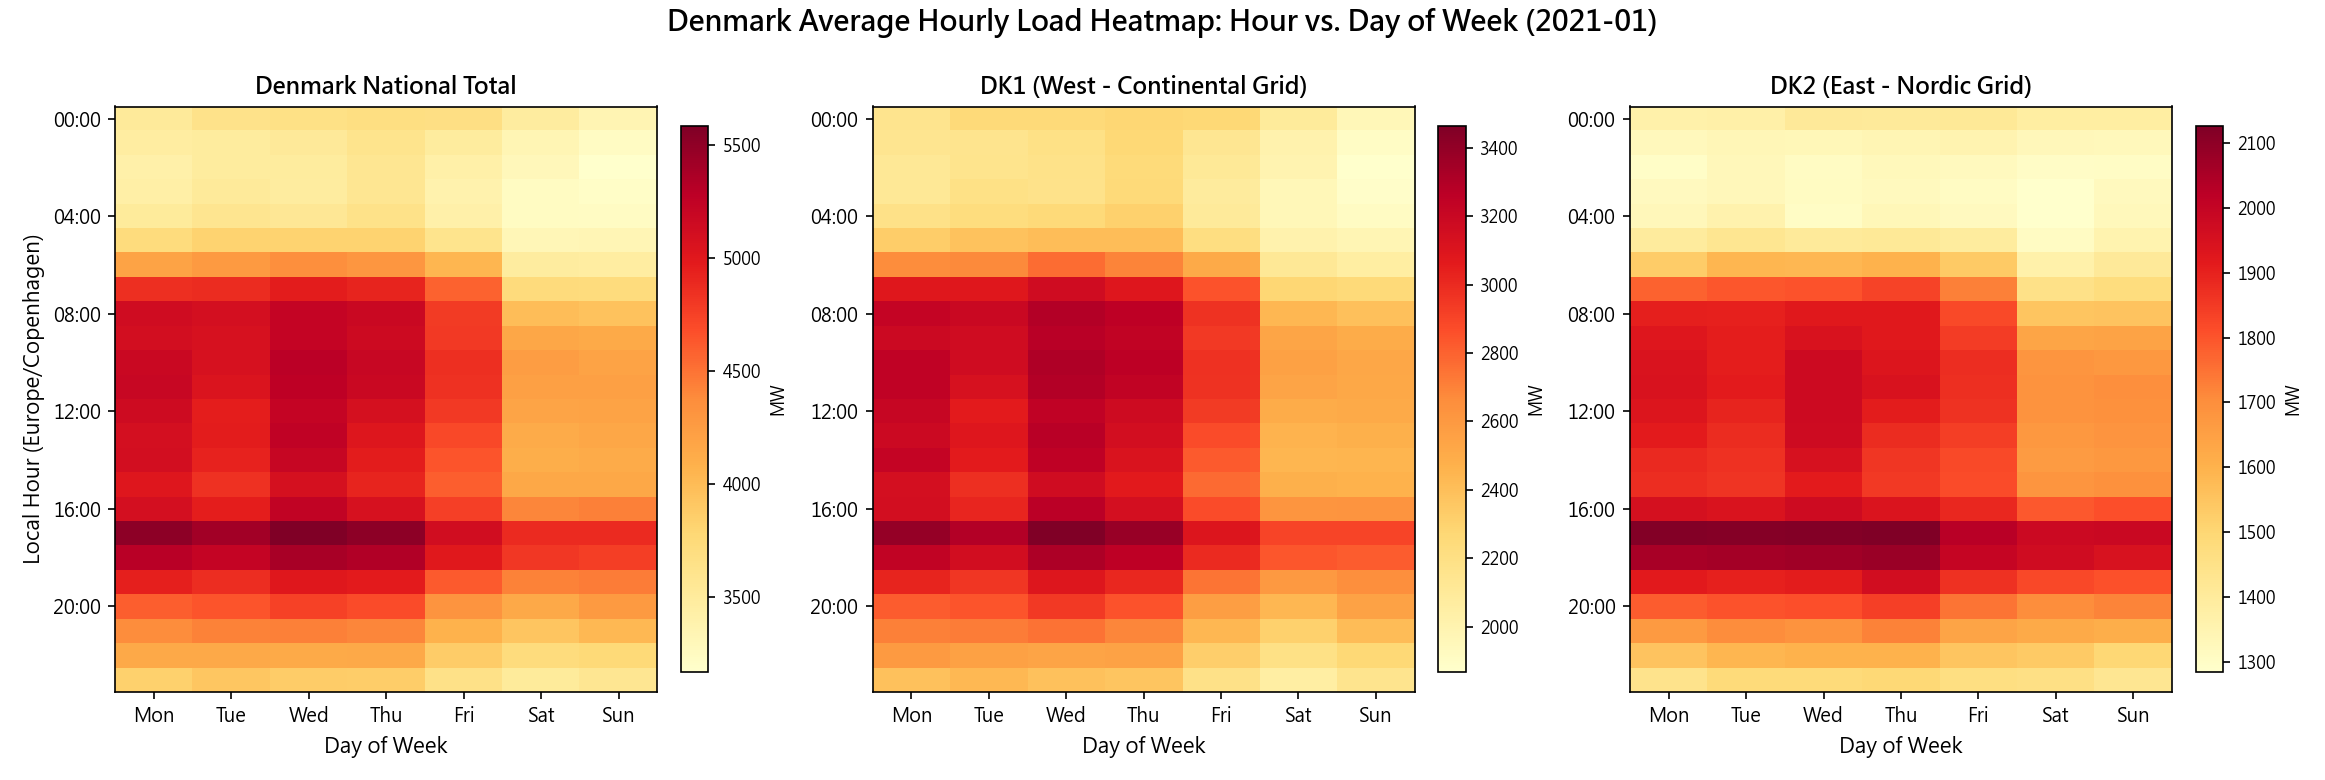 Denmark Average Hourly Load Heatmap: Hour vs. Day of Week (2021-01)
Denmark National Total
Local Hour (Europe/Copenhagen)
00:00
04:00
08:00
12:00
16:00
20:00
Mon Tue Wed Thu Fri Sat Sun
Day of Week
5500
5000
4500
4000
3500
MW
DK1 (West - Continental Grid)
00:00
04:00
08:00
12:00
16:00
20:00
Mon Tue Wed Thu Fri Sat Sun
Day of Week
3400
3200
3000
2800
2600
2400
2200
2000
MW
DK2 (East - Nordic Grid)
00:00
04:00
08:00
12:00
16:00
20:00
Mon Tue Wed Thu Fri Sat Sun
Day of Week
2100
2000
1900
1800
1700
1600
1500
1400
1300
MW